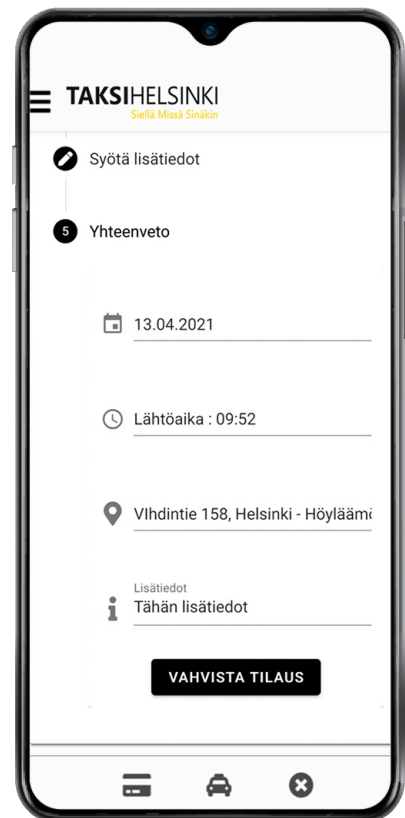 TAKSIHELSINKI
Siellä Missä Sinäkin
Syötä lisätiedot
5 Yhteenveto
13.04.2021
Lähtöaika : 09:52
VIhdintie 158, Helsinki - Höyläämö
Lisätiedot
Tähän lisätiedot
VAHVISTA TILAUS